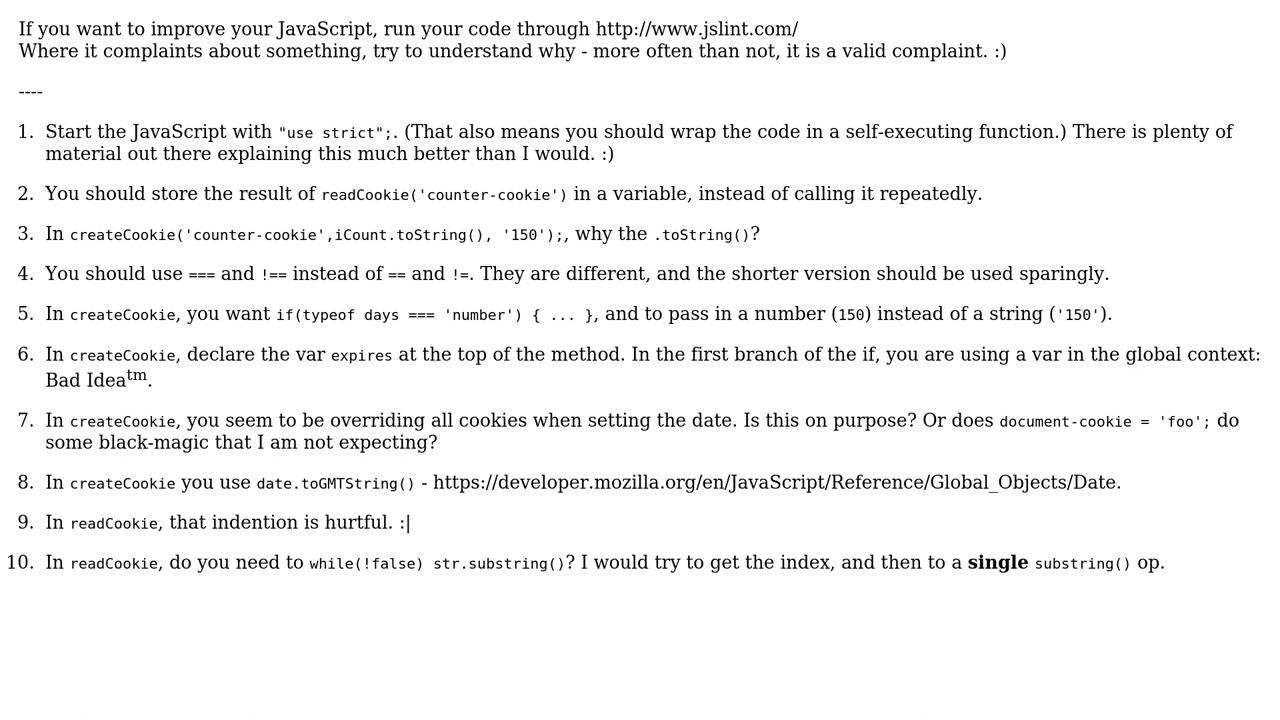 If you want to improve your JavaScript, run your code through http://www.jslint.com/
Where it complaints about something, try to understand why - more often than not, it is a valid complaint. :)
----
1. Start the JavaScript with "use strict";. (That also means you should wrap the code in a self-executing function.) There is plenty of
material out there explaining this much better than I would. :)
2. You should store the result of readCookie('counter-cookie') in a variable, instead of calling it repeatedly.
3. In createCookie('counter-cookie',iCount.toString(), '150');, why the .toString()?
4. You should use === and !== instead of == and !=. They are different, and the shorter version should be used sparingly.
5. In createCookie, you want if(typeof days === 'number') { ... }, and to pass in a number (150) instead of a string ('150').
6. In createCookie, declare the var expires at the top of the method. In the first branch of the if, you are using a var in the global context:
Bad Ideatm.
7. In createCookie, you seem to be overriding all cookies when setting the date. Is this on purpose? Or does document-cookie = 'foo'; do
some black-magic that I am not expecting?
8. In createCookie you use date.toGMTString() - https://developer.mozilla.org/en/JavaScript/Reference/Global_Objects/Date.
9. In readCookie, that indention is hurtful. :|
10. In readCookie, do you need to while(!false) str.substring()? I would try to get the index, and then to a single substring() op.